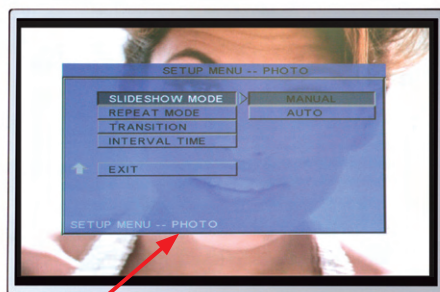 SETUP MENU -- PHOTO
SLIDESHOW MODE
MANUAL
REPEAT MODE
AUTO
TRANSITION
INTERVAL TIME
EXIT
SETUP MENU -- PHOTO